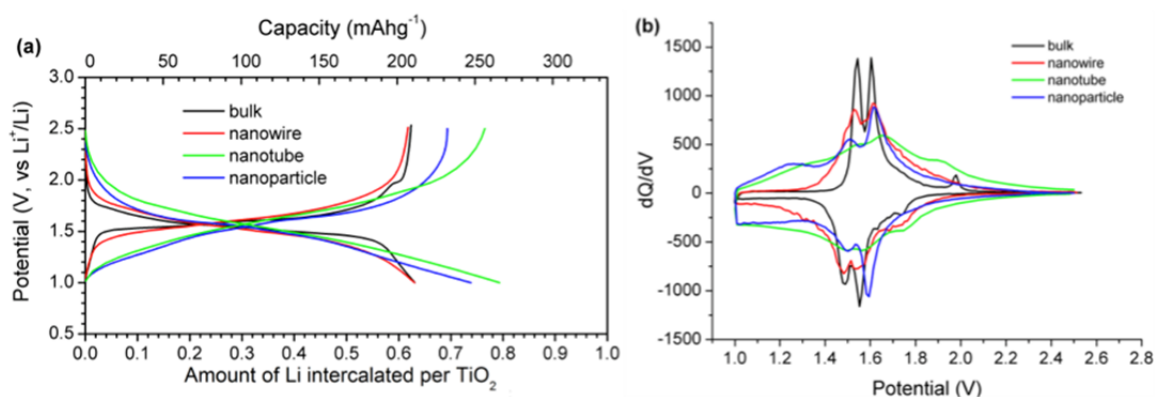 (a)
Capacity (mAhg⁻¹)
0 50 100 150 200 250 300
3.0
2.5
2.0
1.5
1.0
0.5
Potential (V, vs Li⁺/Li)
bulk
nanowire
nanotube
nanoparticle
0.0 0.1 0.2 0.3 0.4 0.5 0.6 0.7 0.8 0.9 1.0
Amount of Li intercalated per TiO₂
(b)
1500
1000
500
0
-500
-1000
-1500
dQ/dV
bulk
nanowire
nanotube
nanoparticle
1.0 1.2 1.4 1.6 1.8 2.0 2.2 2.4 2.6 2.8
Potential (V)